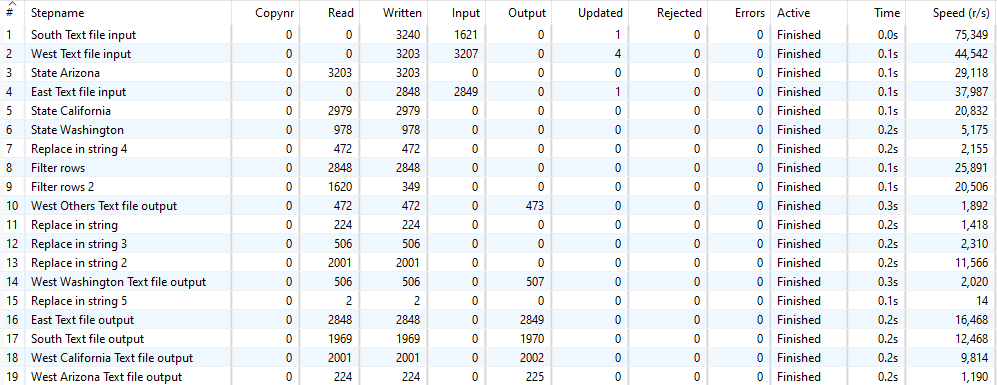 # Stepname Copynr Read Written Input Output Updated Rejected Errors Active Time Speed (r/s)
1 South Text file input 0 0 3240 1621 0 1 0 0 Finished 0.0s 75,349
2 West Text file input 0 0 3203 3207 0 4 0 0 Finished 0.1s 44,542
3 State Arizona 0 3203 3203 0 0 0 0 0 Finished 0.1s 29,118
4 East Text file input 0 0 2848 2849 0 1 0 0 Finished 0.1s 37,987
5 State California 0 2979 2979 0 0 0 0 0 Finished 0.1s 20,832
6 State Washington 0 978 978 0 0 0 0 0 Finished 0.2s 5,175
7 Replace in string 4 0 472 472 0 0 0 0 0 Finished 0.2s 2,155
8 Filter rows 0 2848 2848 0 0 0 0 0 Finished 0.1s 25,891
9 Filter rows 2 0 1620 349 0 0 0 0 0 Finished 0.1s 20,506
10 West Others Text file output 0 472 472 0 473 0 0 0 Finished 0.3s 1,892
11 Replace in string 0 224 224 0 0 0 0 0 Finished 0.2s 1,418
12 Replace in string 3 0 506 506 0 0 0 0 0 Finished 0.2s 2,310
13 Replace in string 2 0 2001 2001 0 0 0 0 0 Finished 0.2s 11,566
14 West Washington Text file output 0 506 506 0 507 0 0 0 Finished 0.3s 2,020
15 Replace in string 5 0 2 2 0 0 0 0 0 Finished 0.1s 14
16 East Text file output 0 2848 2848 0 2849 0 0 0 Finished 0.2s 16,468
17 South Text file output 0 1969 1969 0 1970 0 0 0 Finished 0.2s 12,468
18 West California Text file output 0 2001 2001 0 2002 0 0 0 Finished 0.2s 9,814
19 West Arizona Text file output 0 224 224 0 225 0 0 0 Finished 0.2s 1,190